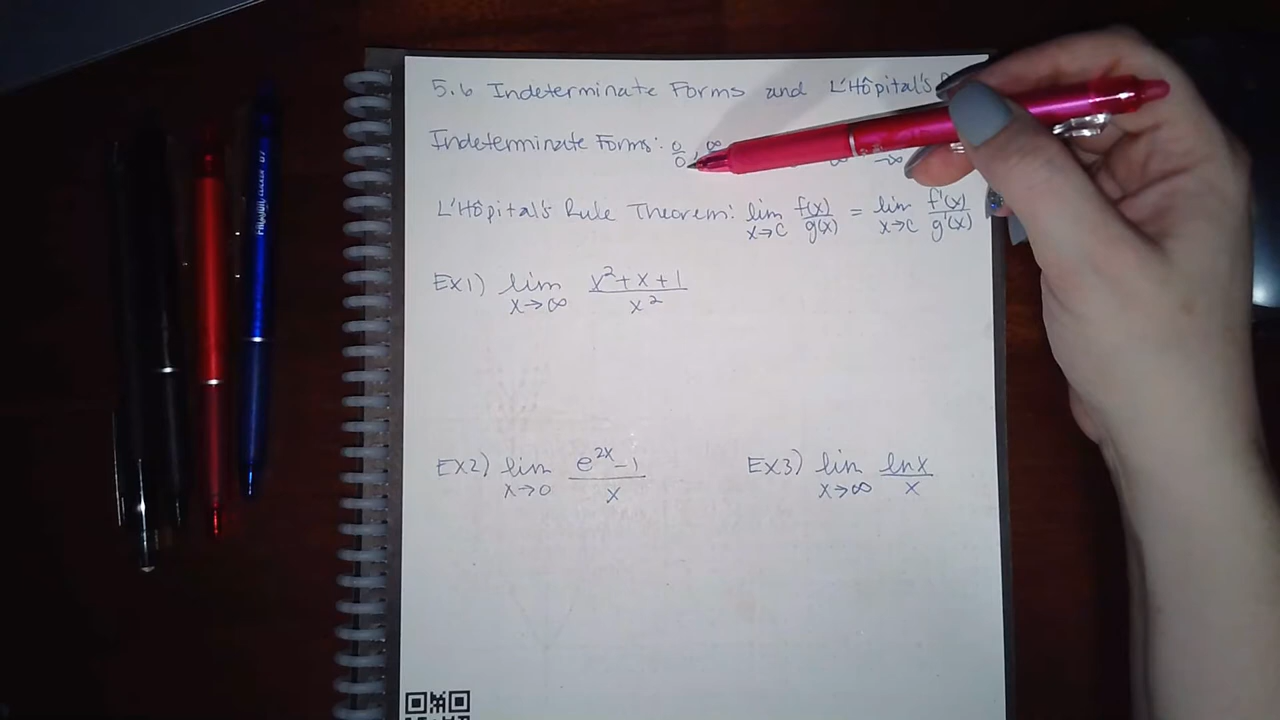 5.6 Indeterminate Forms and L'Hôpital's
Indeterminate Forms: 0/0, ∞
L'Hôpital's Rule Theorem: lim x→c f(x)/g(x) = lim x→c f'(x)/g'(x)
Ex1) lim x→∞ x²+x+1/x²
Ex2) lim x→0 e^2x-1/x Ex3) lim x→∞ lnx/x